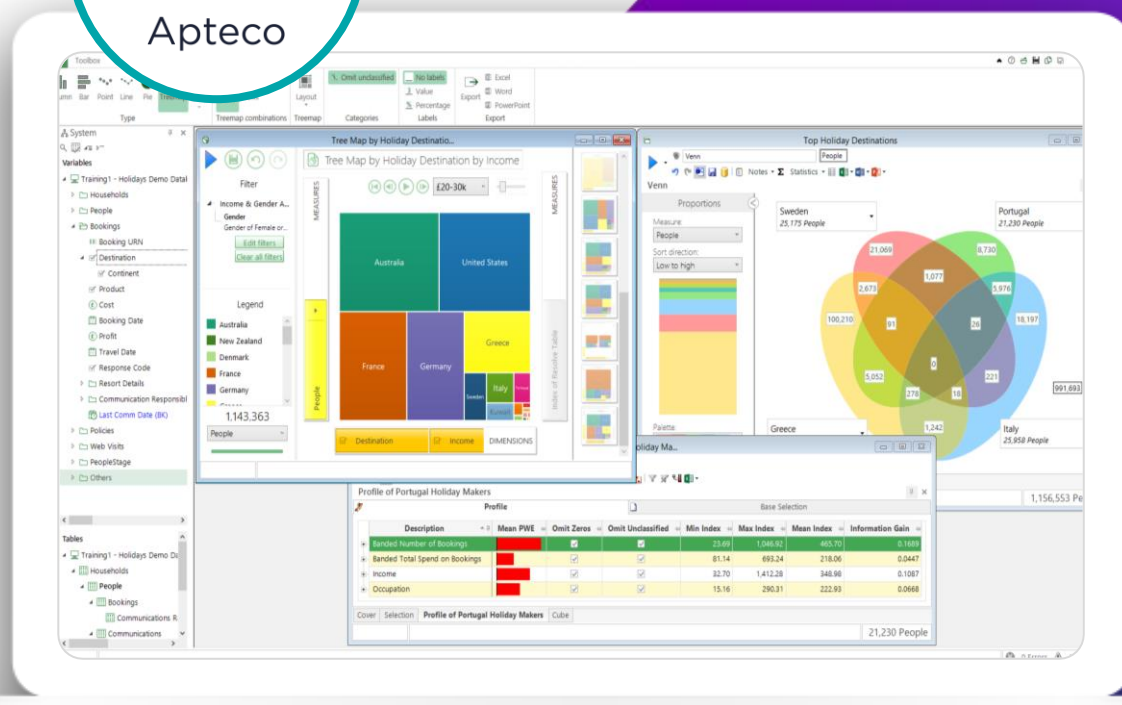 Apteco
Toolbox
Bar Point Line Pie
Layout
Omit unclassified
No labels
Value
Percentage
Export
Excel
Word
PowerPoint
Type
Treemap combinations
Treemap
Categories
Labels
Export
System
Variables
Training1 - Holidays Demo Datal
Households
People
Bookings
Booking URN
Destination
Continent
Product
Cost
Booking Date
Profit
Travel Date
Response Code
Resort Details
Communication Responsibl
Last Comm Date (BK)
Policies
Web Visits
PeopleStage
Others
Tables
Training1 - Holidays Demo Da
Households
People
Bookings
Communications R
Communications
Tree Map by Holiday Destinatio...
Filter
Income & Gender A...
Gender
Gender of Female or...
Edit filters
Clear all filters
Legend
Australia
New Zealand
Denmark
France
Germany
1,143,363
People
MEASURES
People
Tree Map by Holiday Destination by Income
£20-30k
Australia
United States
France
Germany
Greece
Sweden
Italy
Kuwait
Destination
Income
DIMENSIONS
MEASURES
Index of Resolve Table
Top Holiday Destinations
Venn
People
Notes
Statistics
Venn
Proportions
Measure
People
Sort direction:
Low to high
Palette
Sweden
25,175 People
Portugal
21,230 People
21,069
8,730
1,077
2,673
5,976
100,210
91
26
18,197
0
5,052
221
278
18
991,693
1,242
Greece
Italy
25,958 People
1,156,553 Pe
oliday Ma...
Profile of Portugal Holiday Makers
Profile
Base Selection
Description Mean PWE Omit Zeros Omit Unclassified Min Index Max Index Mean Index Information Gain
Banded Number of Bookings 23.69 1,046.92 465.70 0.1689
Banded Total Spend on Bookings 81.14 693.24 218.06 0.0447
Income 32.70 1,412.28 348.98 0.1087
Occupation 15.16 290.31 222.93 0.0668
Cover Selection Profile of Portugal Holiday Makers Cube
21,230 People
0 Errors